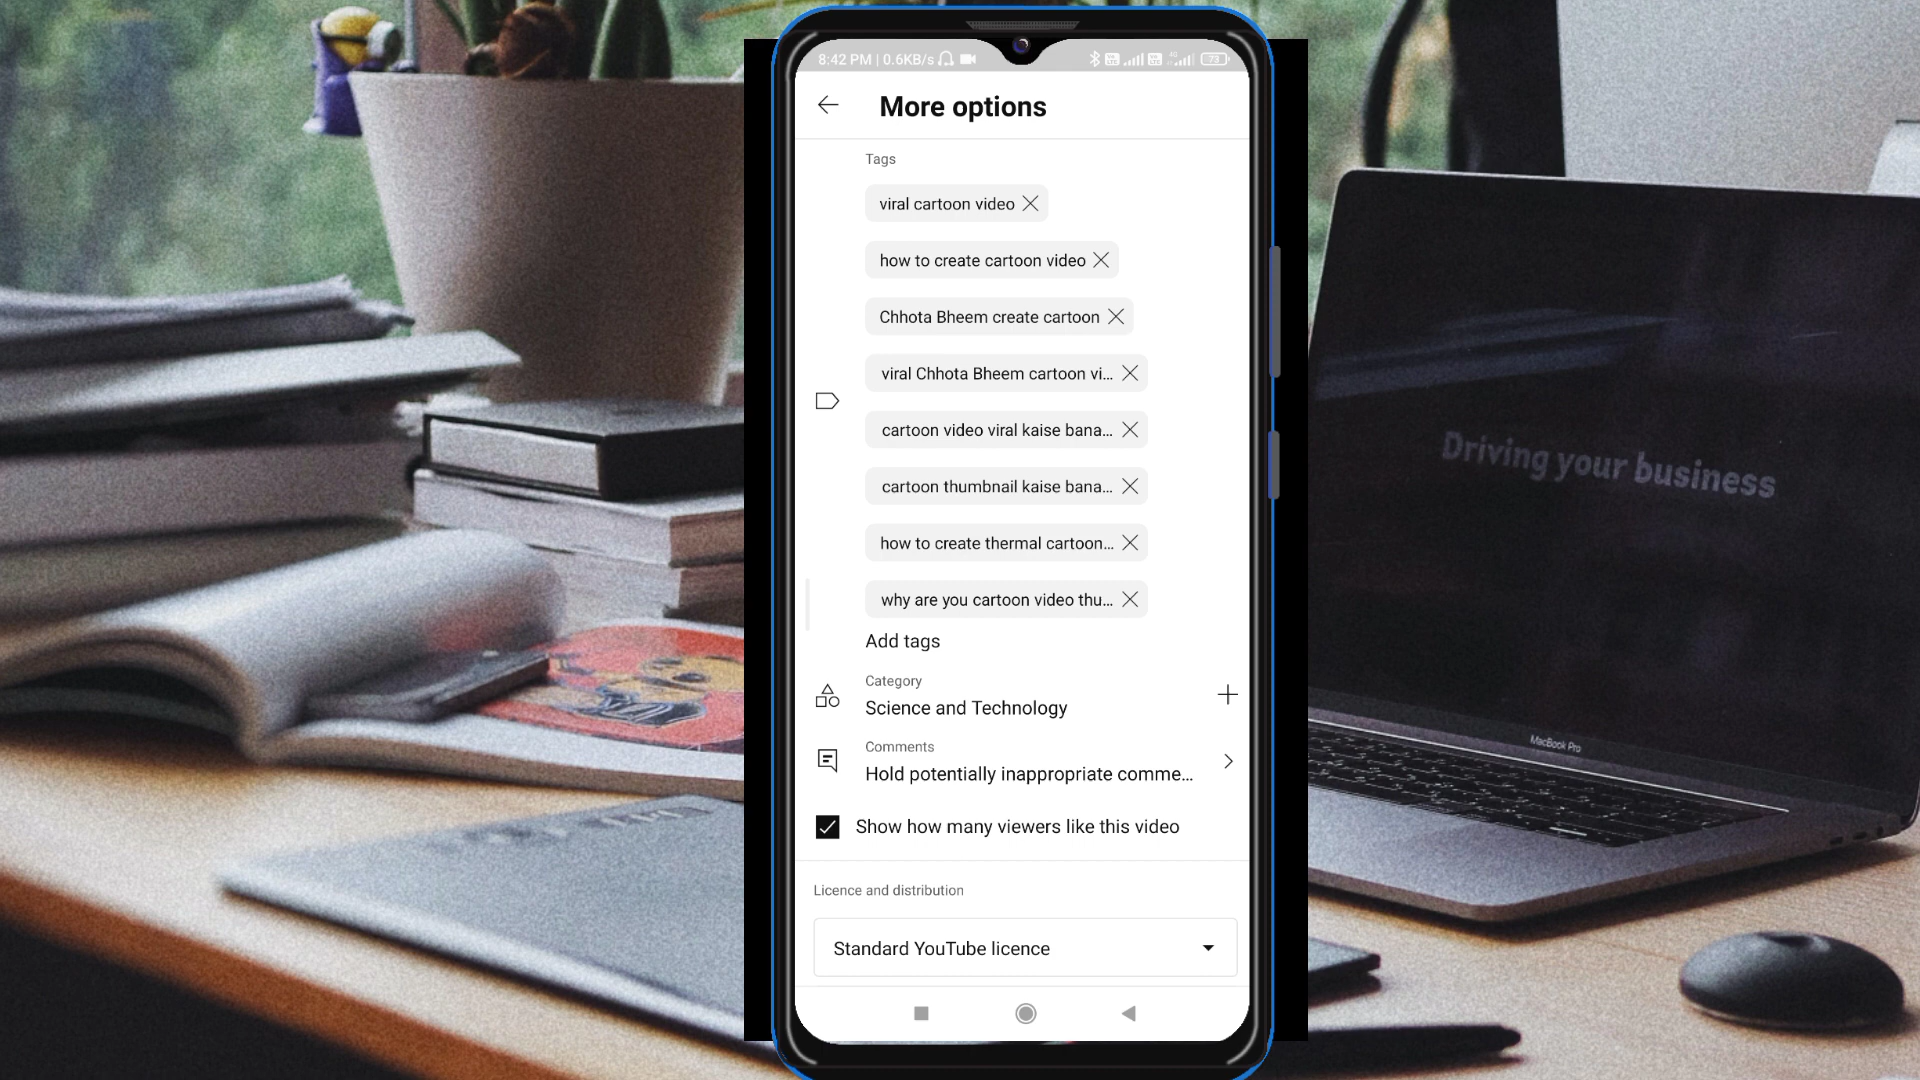 8:42 PM | 0.6KB/s
73
More options
Tags
viral cartoon video
how to create cartoon video
Chhota Bheem create cartoon
viral Chhota Bheem cartoon vi...
cartoon video viral kaise bana...
cartoon thumbnail kaise bana...
how to create thermal cartoon...
why are you cartoon video thu...
Add tags
Category
Science and Technology
Comments
Hold potentially inappropriate comme...
Show how many viewers like this video
Licence and distribution
Standard YouTube licence
Driving your business
MacBook Pro